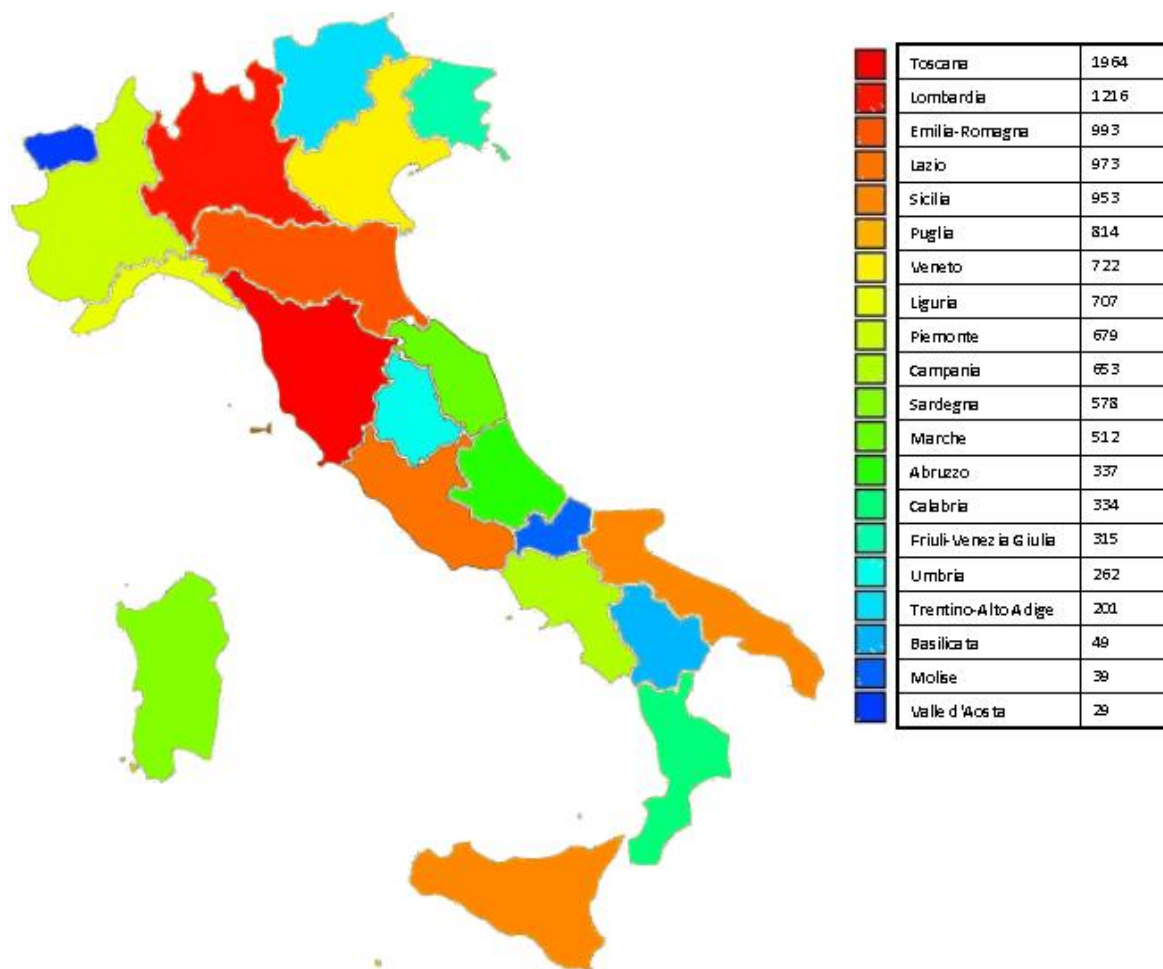 Toscana 1964
Lombardia 1216
Emilia-Romagna 993
Lazio 973
Sicilia 953
Puglia 814
Veneto 722
Liguria 707
Piemonte 679
Campania 653
Sardegna 578
Marche 512
Abruzzo 337
Calabria 334
Friuli-Venezia Giulia 315
Umbria 262
Trentino-Alto Adige 201
Basilicata 49
Molise 39
Valle d'Aosta 29